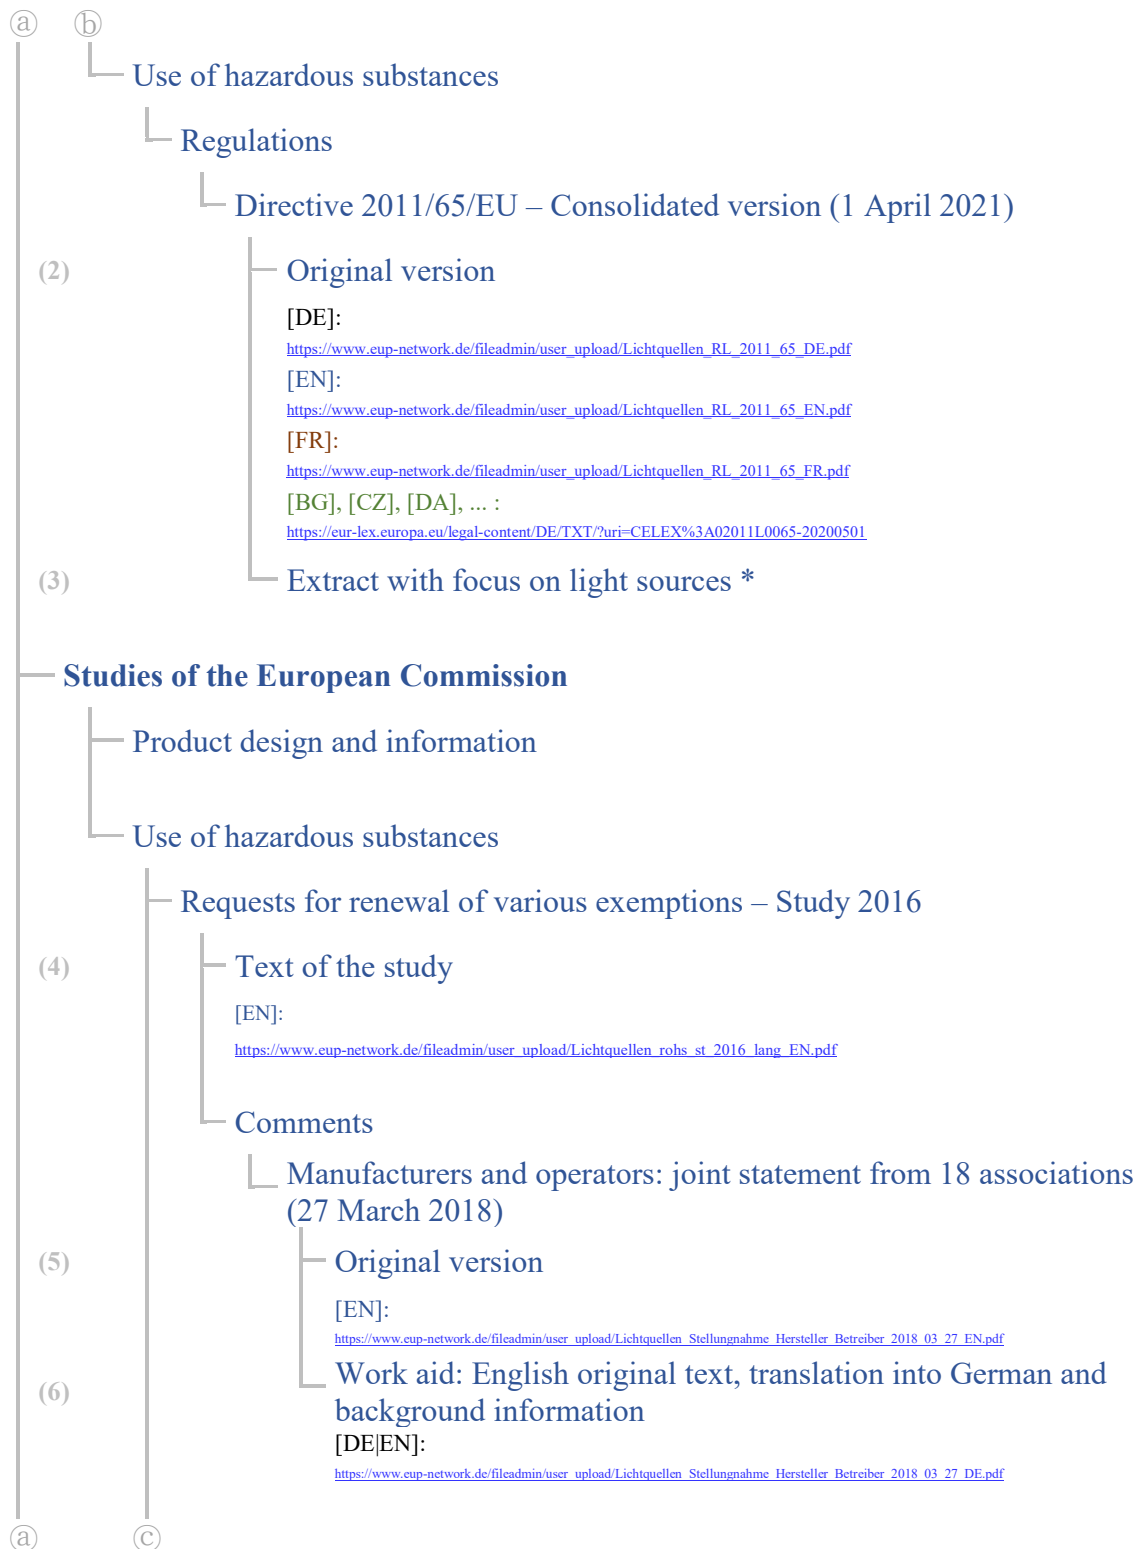 ⓐ ⓑ
Use of hazardous substances
Regulations
Directive 2011/65/EU – Consolidated version (1 April 2021)
(2) Original version
[DE]:
https://www.eup-network.de/fileadmin/user_upload/Lichtquellen_RL_2011_65_DE.pdf
[EN]:
https://www.eup-network.de/fileadmin/user_upload/Lichtquellen_RL_2011_65_EN.pdf
[FR]:
https://www.eup-network.de/fileadmin/user_upload/Lichtquellen_RL_2011_65_FR.pdf
[BG], [CZ], [DA], ... :
https://eur-lex.europa.eu/legal-content/DE/TXT/?uri=CELEX%3A02011L0065-20200501
(3) Extract with focus on light sources *
Studies of the European Commission
Product design and information
Use of hazardous substances
Requests for renewal of various exemptions – Study 2016
(4) Text of the study
[EN]:
https://www.eup-network.de/fileadmin/user_upload/Lichtquellen_rohs_st_2016_lang_EN.pdf
Comments
Manufacturers and operators: joint statement from 18 associations
(27 March 2018)
(5) Original version
[EN]:
https://www.eup-network.de/fileadmin/user_upload/Lichtquellen_Stellungnahme_Hersteller_Betreiber_2018_03_27_EN.pdf
(6) Work aid: English original text, translation into German and
background information
[DE|EN]:
https://www.eup-network.de/fileadmin/user_upload/Lichtquellen_Stellungnahme_Hersteller_Betreiber_2018_03_27_DE.pdf
ⓐ ⓒ